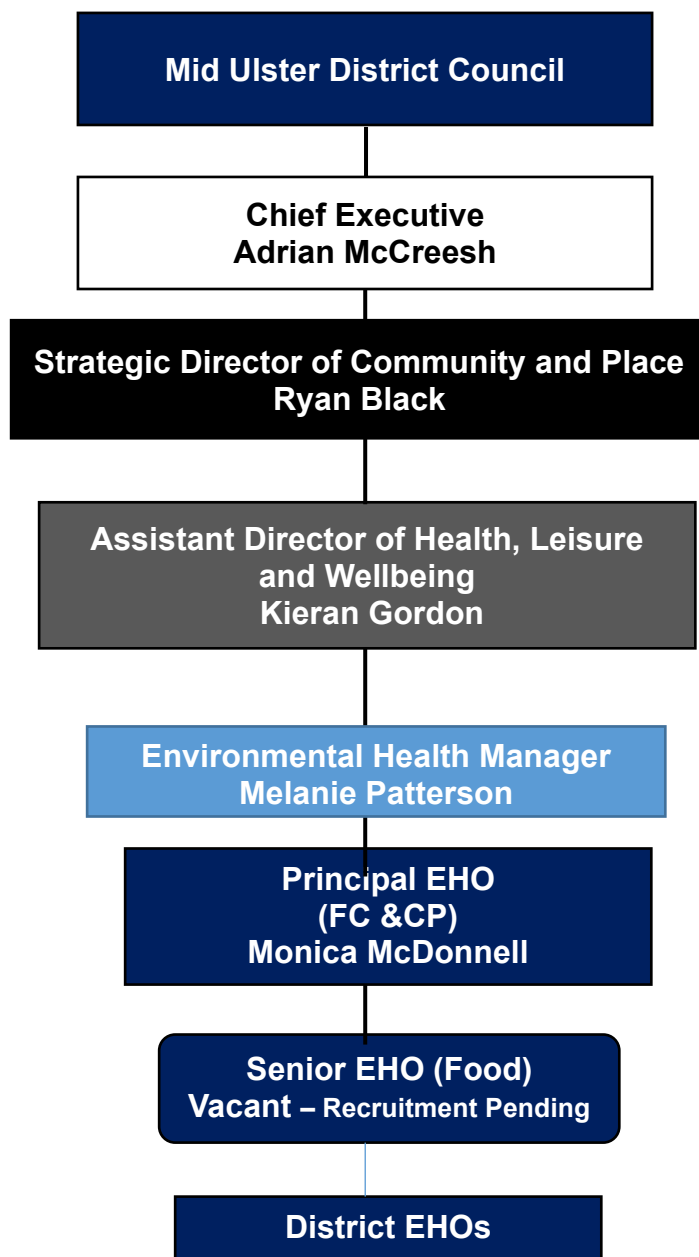 Mid Ulster District Council
Chief Executive
Adrian McCreesh
Strategic Director of Community and Place
Ryan Black
Assistant Director of Health, Leisure
and Wellbeing
Kieran Gordon
Environmental Health Manager
Melanie Patterson
Principal EHO
(FC &CP)
Monica McDonnell
Senior EHO (Food)
Vacant – Recruitment Pending
District EHOs